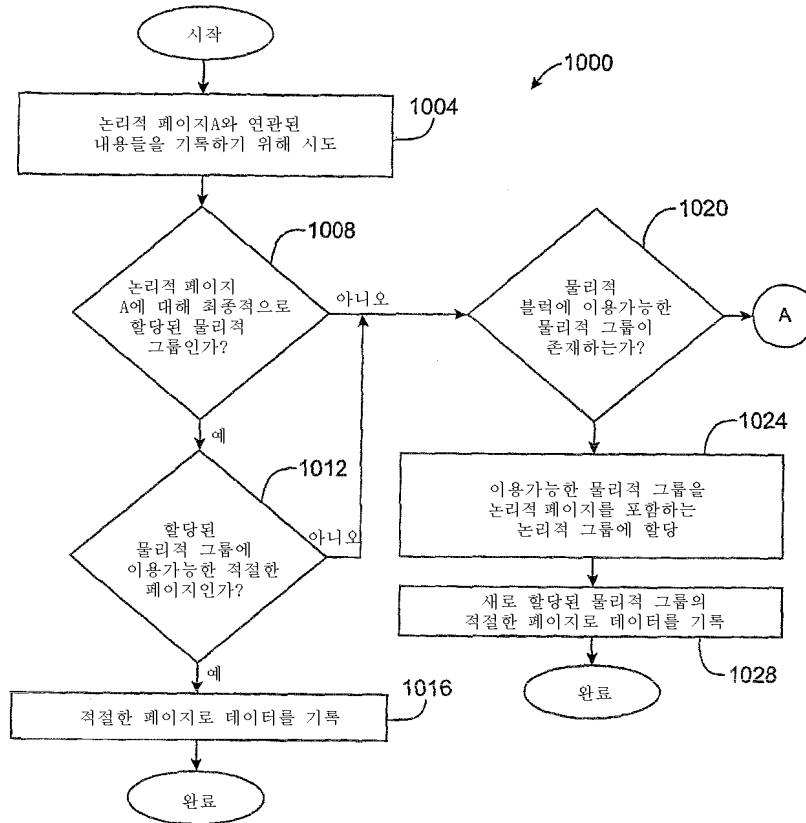 시작
1000
1004
논리적 페이지A와 연관된
내용들을 기록하기 위해 시도
1008
논리적 페이지
A에 대해 최종적으로
할당된 물리적
그룹인가?
아니오
예
1012
할당된
물리적 그룹에
이용가능한 적절한
페이지인가?
아니오
예
1016
적절한 페이지로 데이터를 기록
완료
1020
물리적
블럭에 이용가능한
물리적 그룹이
존재하는가?
A
1024
이용가능한 물리적 그룹을
논리적 페이지를 포함하는
논리적 그룹에 할당
새로 할당된 물리적 그룹의
적절한 페이지로 데이터를 기록
1028
완료